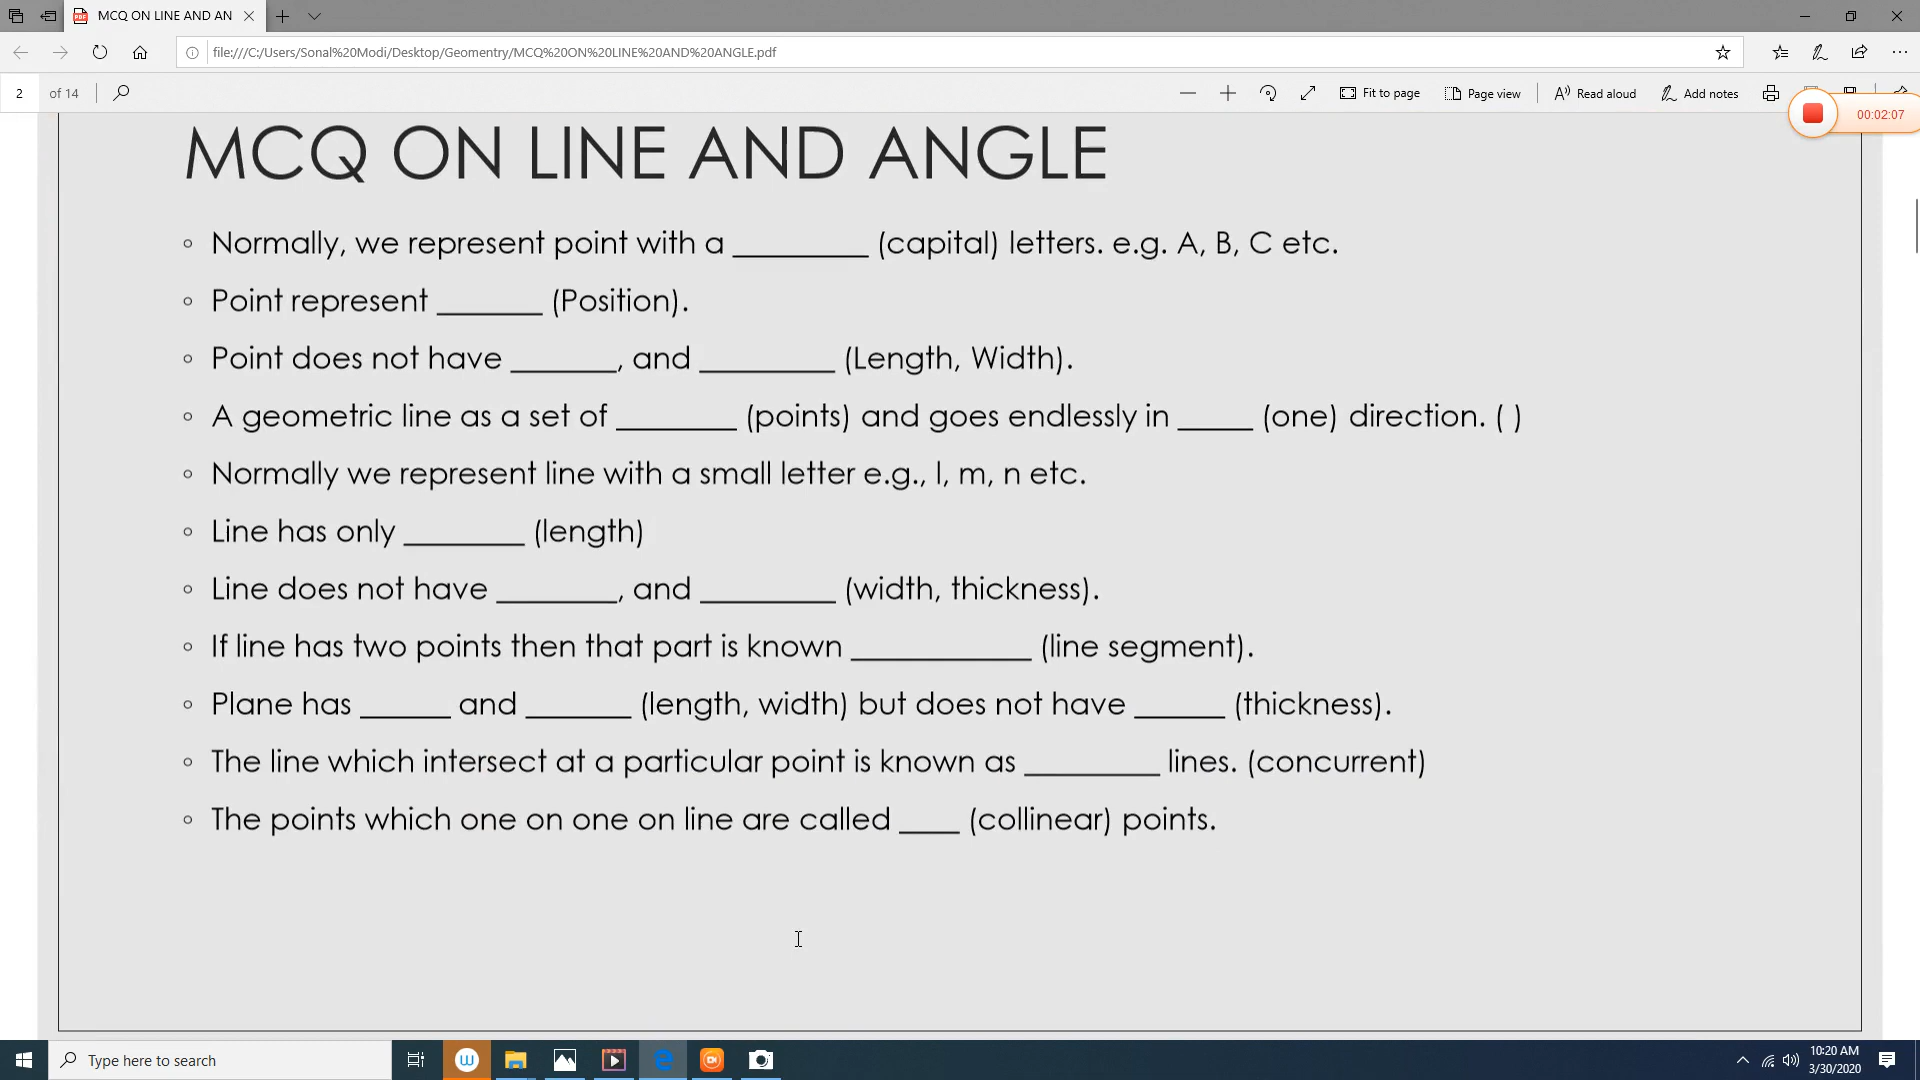 MCQ ON LINE AND AN
file:///C:/Users/Sonal%20Modi/Desktop/Geomentry/MCQ%20ON%20LINE%20AND%20ANGLE.pdf
2 of 14 Fit to page Page view Read aloud Add notes
00:02:07
MCQ ON LINE AND ANGLE
◦ Normally, we represent point with a _________ (capital) letters. e.g. A, B, C etc.
◦ Point represent _______ (Position).
◦ Point does not have _______, and _________ (Length, Width).
◦ A geometric line as a set of ________ (points) and goes endlessly in _____ (one) direction. ( )
◦ Normally we represent line with a small letter e.g., l, m, n etc.
◦ Line has only ________ (length)
◦ Line does not have ________, and _________ (width, thickness).
◦ If line has two points then that part is known ____________ (line segment).
◦ Plane has ______ and _______ (length, width) but does not have ______ (thickness).
◦ The line which intersect at a particular point is known as _________ lines. (concurrent)
◦ The points which one on one on line are called ____ (collinear) points.
Type here to search
10:20 AM
3/30/2020